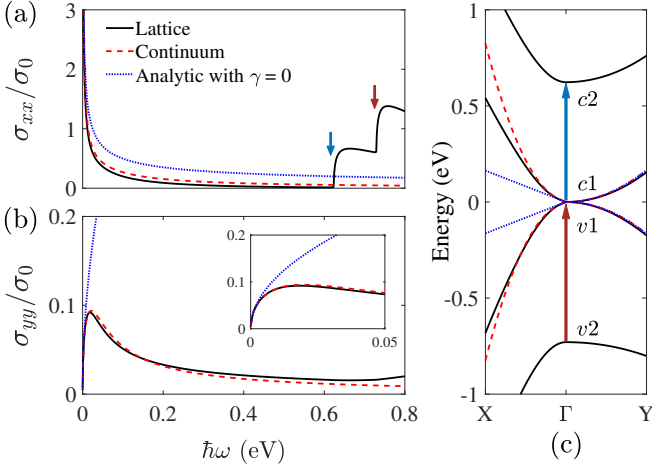 (a)
σxx/σ0
3
2
1
0
Lattice
Continuum
Analytic with γ = 0
(b)
σyy/σ0
0.2
0.1
0
0.2
0.1
0
0
0.05
0
0.2
0.4
0.6
0.8
ħω (eV)
Energy (eV)
1
0.5
0
-0.5
-1
c2
c1
v1
v2
X
Γ
Y
(c)